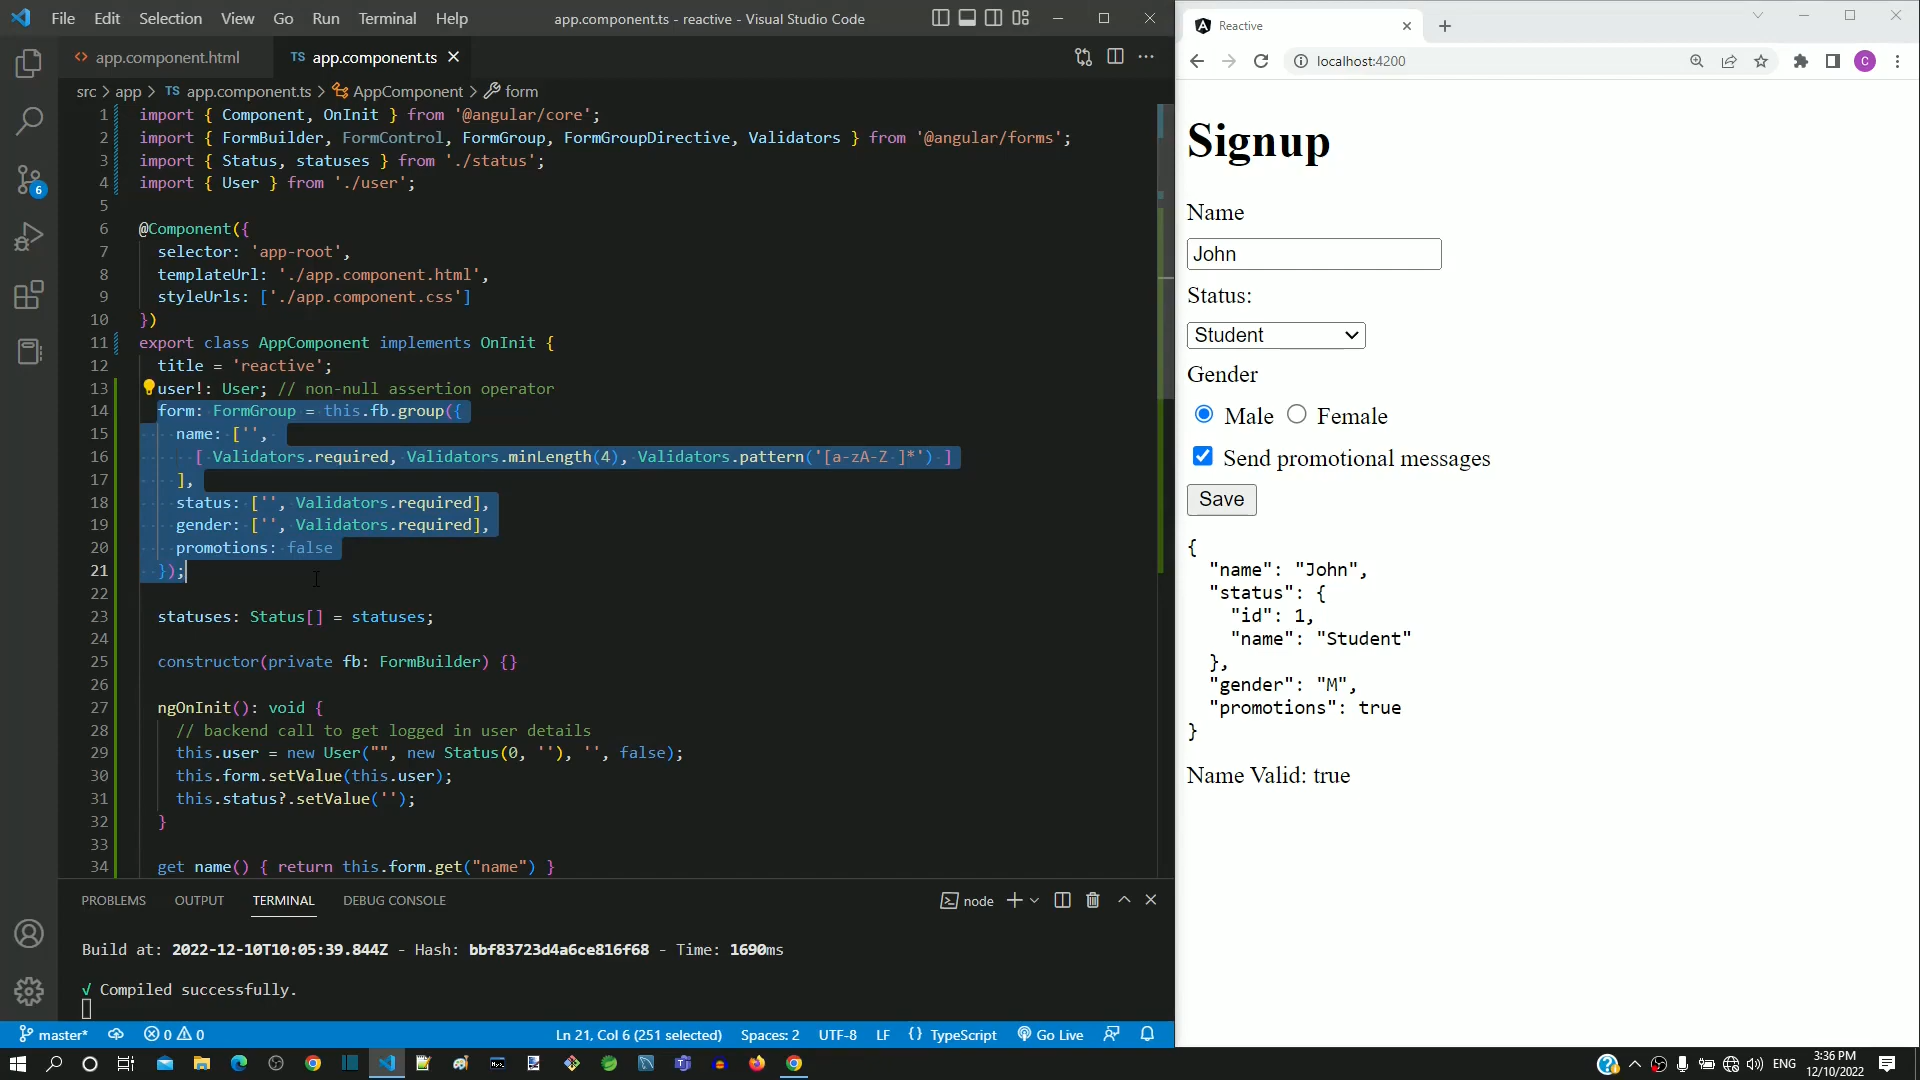 File Edit Selection View Go Run Terminal Help
app.component.ts - reactive - Visual Studio Code
<> app.component.html
TS app.component.ts
src > app > TS app.component.ts > AppComponent > form
1 import { Component, OnInit } from '@angular/core';
2 import { FormBuilder, FormControl, FormGroup, FormGroupDirective, Validators } from '@angular/forms';
3 import { Status, statuses } from './status';
4 import { User } from './user';
5
6 @Component({
7 selector: 'app-root',
8 templateUrl: './app.component.html',
9 styleUrls: ['./app.component.css']
10 })
11 export class AppComponent implements OnInit {
12 title = 'reactive';
13 user!: User; // non-null assertion operator
14 form: FormGroup = this.fb.group({
15 name: ['',
16 [ Validators.required, Validators.minLength(4), Validators.pattern('[a-zA-Z ]*') ]
17 ],
18 status: ['', Validators.required],
19 gender: ['', Validators.required],
20 promotions: false
21 });
22
23 statuses: Status[] = statuses;
24
25 constructor(private fb: FormBuilder) {}
26
27 ngOnInit(): void {
28 // backend call to get logged in user details
29 this.user = new User("", new Status(0, ''), '', false);
30 this.form.setValue(this.user);
31 this.status?.setValue('');
32 }
33
34 get name() { return this.form.get("name") }
6
PROBLEMS OUTPUT TERMINAL DEBUG CONSOLE
node
Build at: 2022-12-10T10:05:39.844Z - Hash: bbf83723d4a6ce816f68 - Time: 1690ms
√ Compiled successfully.
master* 0 0 Ln 21, Col 6 (251 selected) Spaces: 2 UTF-8 LF {} TypeScript Go Live
Reactive
localhost:4200
C
Signup
Name
John
Status:
Student
Gender
Male Female
Send promotional messages
Save
{
"name": "John",
"status": {
"id": 1,
"name": "Student"
},
"gender": "M",
"promotions": true
}
Name Valid: true
ENG
3:36 PM
12/10/2022